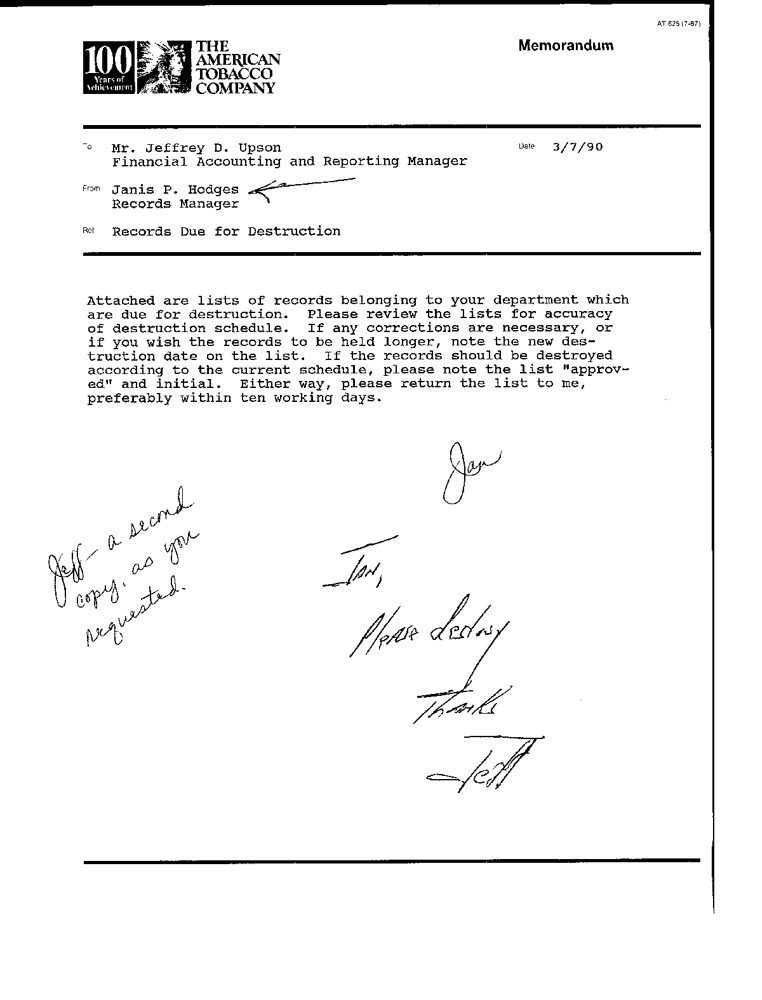 AT 625 (7-87)
Memorandum
100
Years of
Achievement
THE
AMERICAN
TOBACCO
COMPANY
To Mr. Jeffrey D. Upson
Financial Accounting and Reporting Manager
Date 3/7/90
From Janis P. Hodges
Records Manager
Ref Records Due for Destruction
Attached are lists of records belonging to your department which
are due for destruction. Please review the lists for accuracy
of destruction schedule. If any corrections are necessary, or
if you wish the records to be held longer, note the new des-
truction date on the list. If the records should be destroyed
according to the current schedule, please note the list "approv-
ed" and initial. Either way, please return the list to me,
preferably within ten working days.
Jan
Jeff - a second
copy, as you
requested.
Jan,
Please destroy
Thanks
Jeff